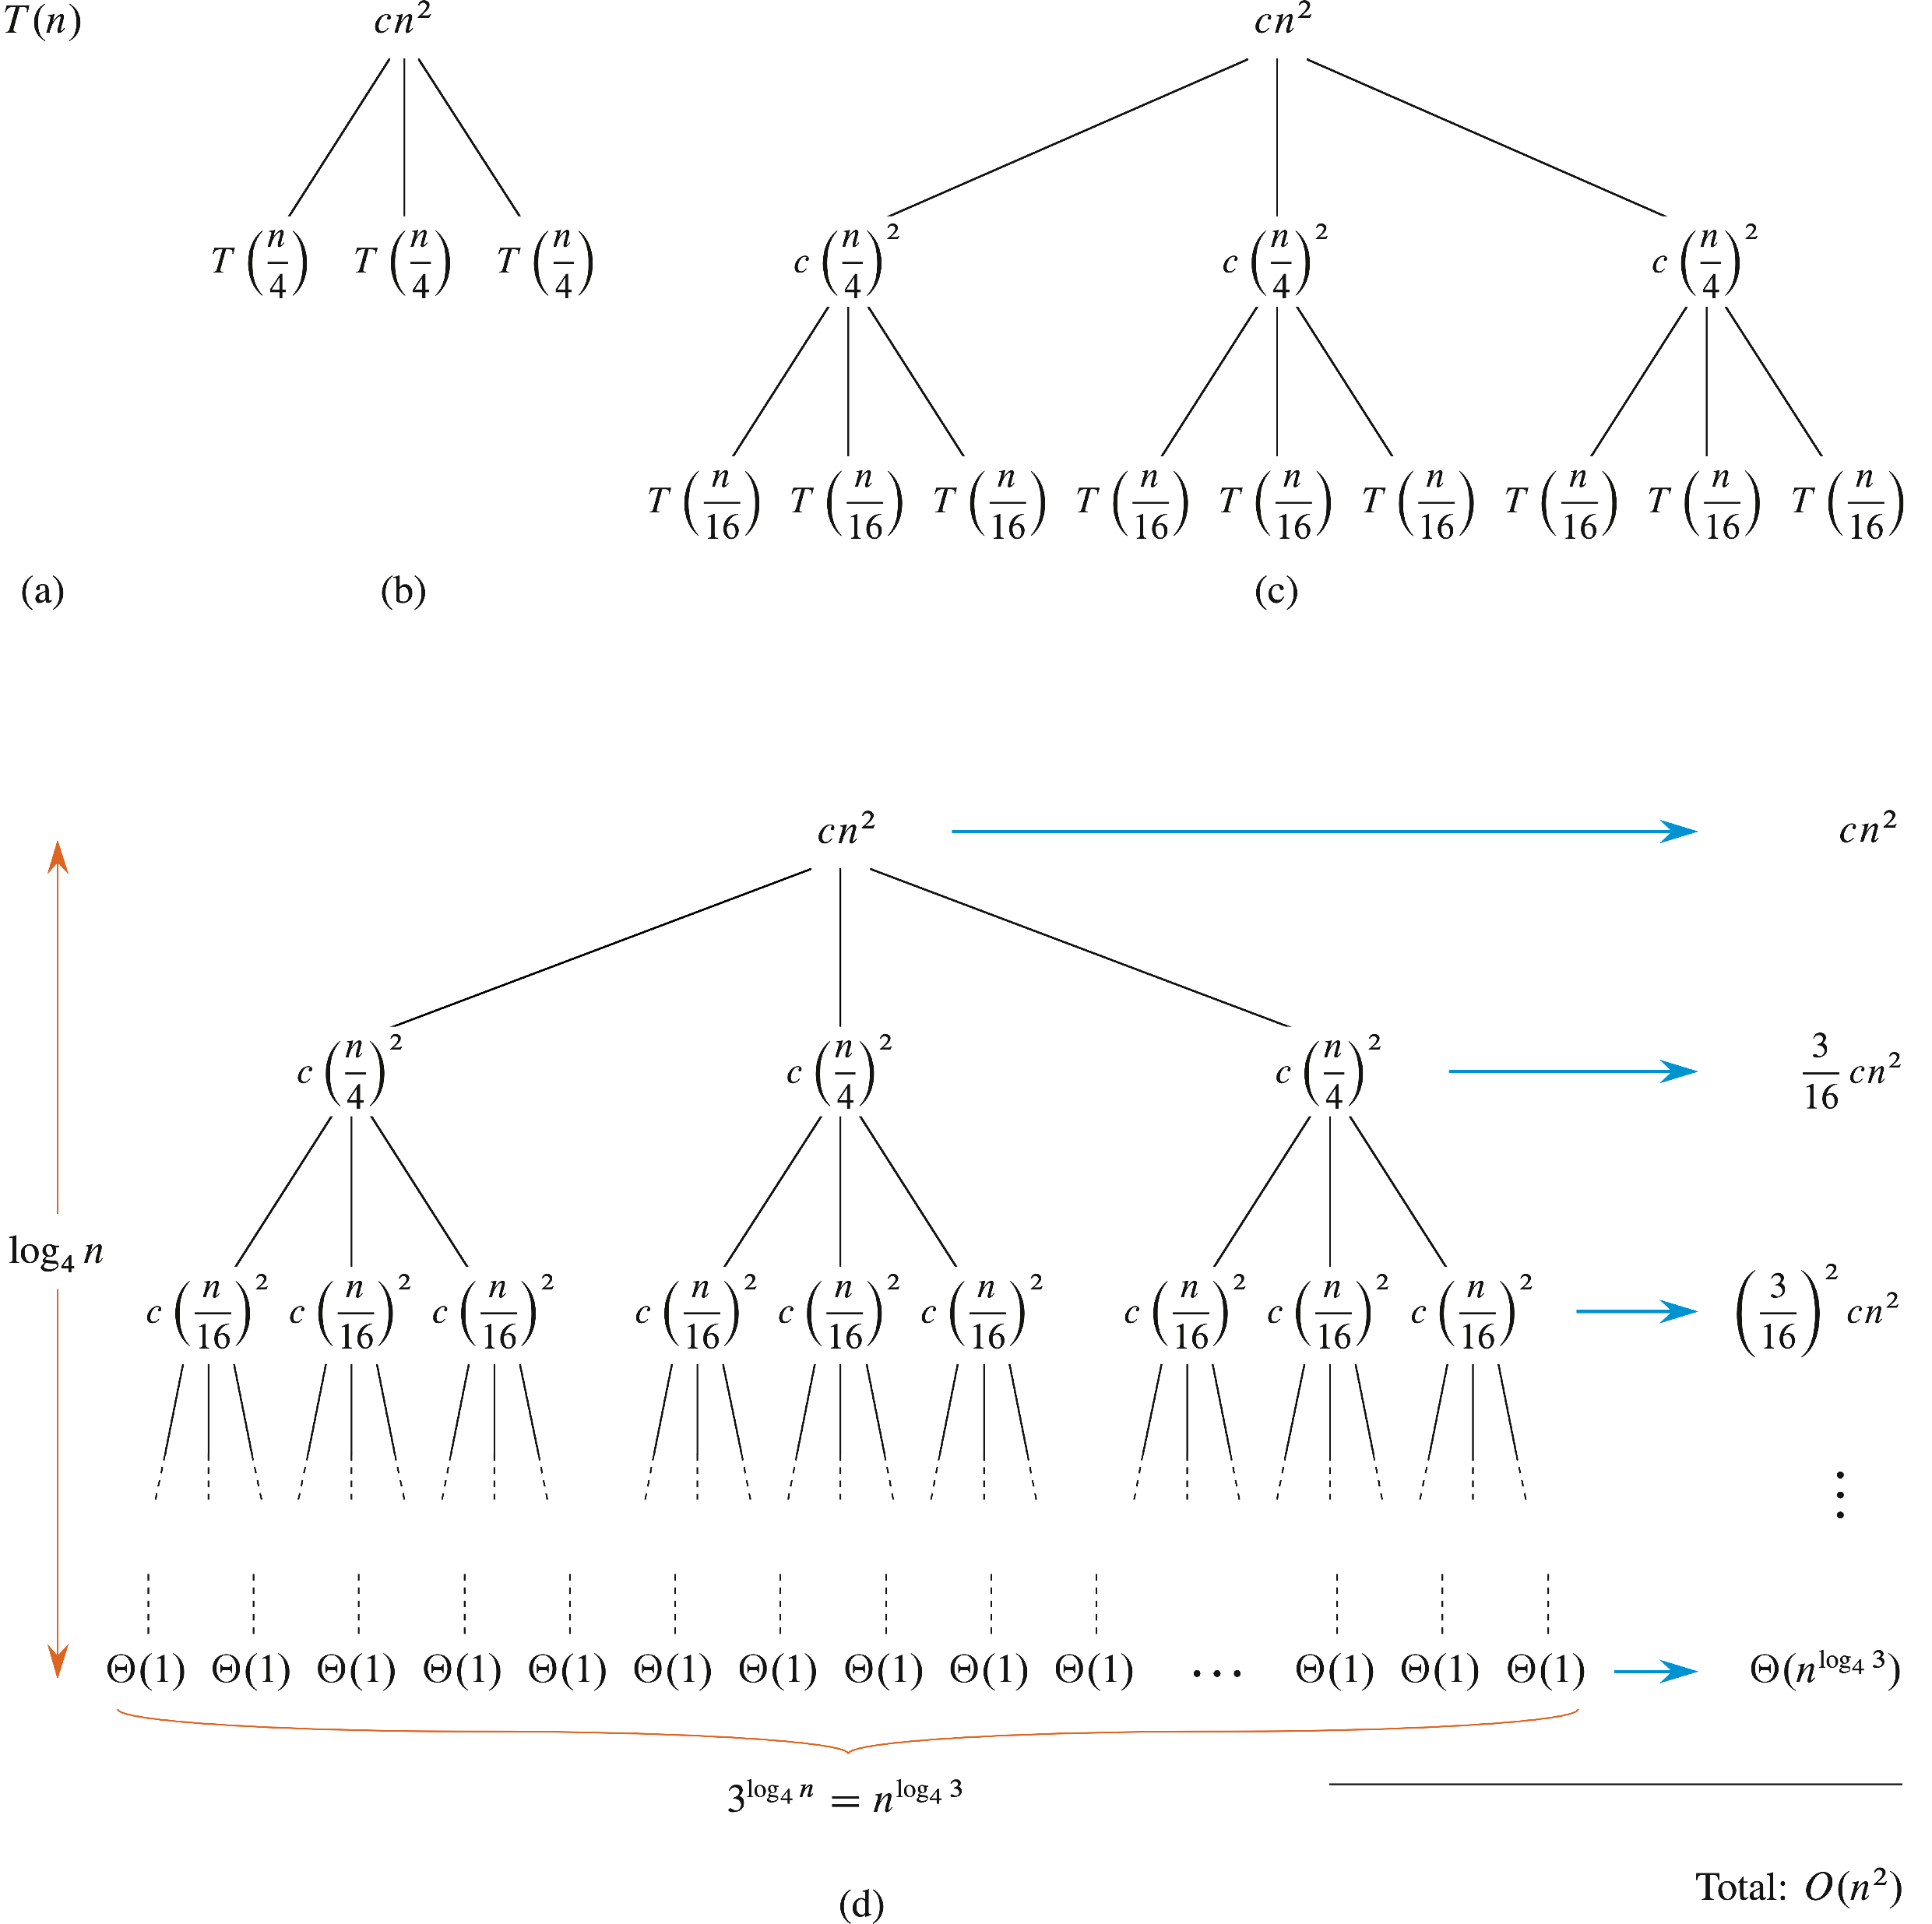 T(n) cn² cn²
T(n/4) T(n/4) T(n/4) c(n/4)² c(n/4)² c(n/4)²
T(n/16) T(n/16) T(n/16) T(n/16) T(n/16) T(n/16) T(n/16) T(n/16) T(n/16)
(a) (b) (c)
cn² cn²
c(n/4)² c(n/4)² c(n/4)² 3/16 cn²
log₄ n
c(n/16)² c(n/16)² c(n/16)² c(n/16)² c(n/16)² c(n/16)² c(n/16)² c(n/16)² c(n/16)² (3/16)² cn²
⋮
Θ(1) Θ(1) Θ(1) Θ(1) Θ(1) Θ(1) Θ(1) Θ(1) Θ(1) Θ(1) … Θ(1) Θ(1) Θ(1) Θ(n^{log₄ 3})
3^{log₄ n} = n^{log₄ 3}
Total: O(n²)
(d)